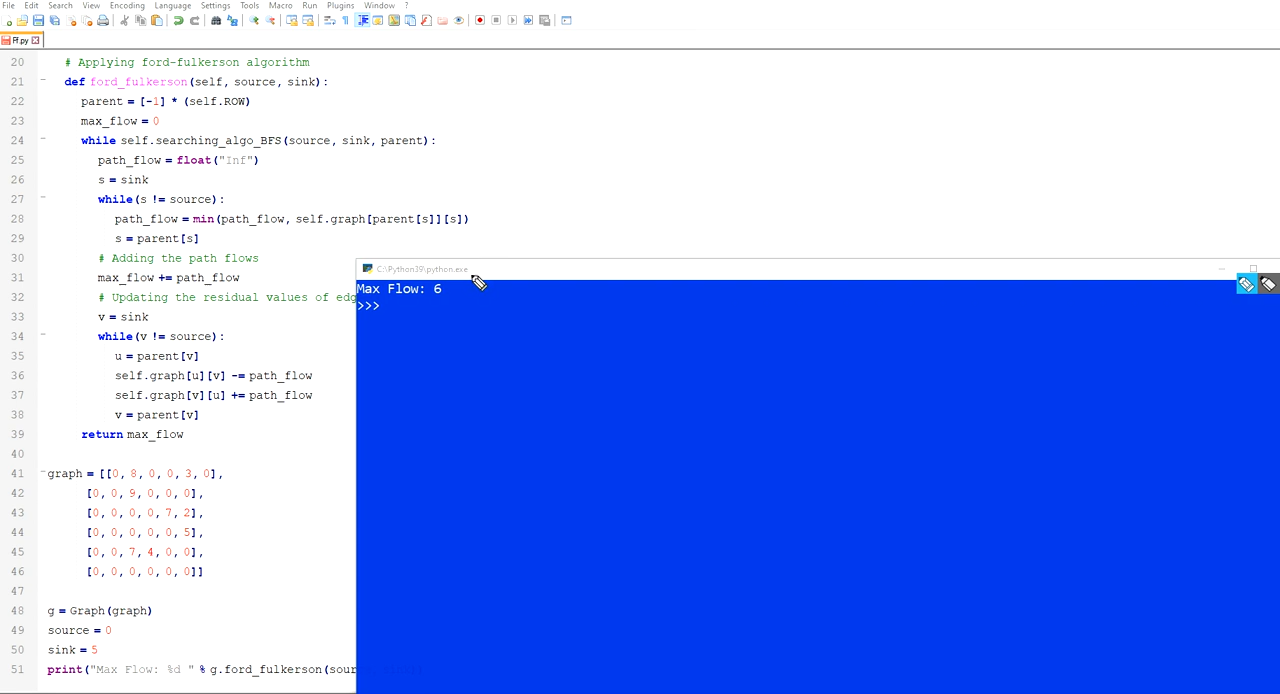 File Edit Search View Encoding Language Settings Tools Macro Run Plugins Window ?
Ff.py
20 # Applying ford-fulkerson algorithm
21 def ford_fulkerson(self, source, sink):
22 parent = [-1] * (self.ROW)
23 max_flow = 0
24 while self.searching_algo_BFS(source, sink, parent):
25 path_flow = float("Inf")
26 s = sink
27 while(s != source):
28 path_flow = min(path_flow, self.graph[parent[s]][s])
29 s = parent[s]
30 # Adding the path flows
31 max_flow += path_flow
32 # Updating the residual values of edg
33 v = sink
34 while(v != source):
35 u = parent[v]
36 self.graph[u][v] -= path_flow
37 self.graph[v][u] += path_flow
38 v = parent[v]
39 return max_flow
40
41 graph = [[0, 8, 0, 0, 3, 0],
42 [0, 0, 9, 0, 0, 0],
43 [0, 0, 0, 0, 7, 2],
44 [0, 0, 0, 0, 0, 5],
45 [0, 0, 7, 4, 0, 0],
46 [0, 0, 0, 0, 0, 0]]
47
48 g = Graph(graph)
49 source = 0
50 sink = 5
51 print("Max Flow: %d " % g.ford_fulkerson(sour
C:\Python39\python.exe
Max Flow: 6
>>>